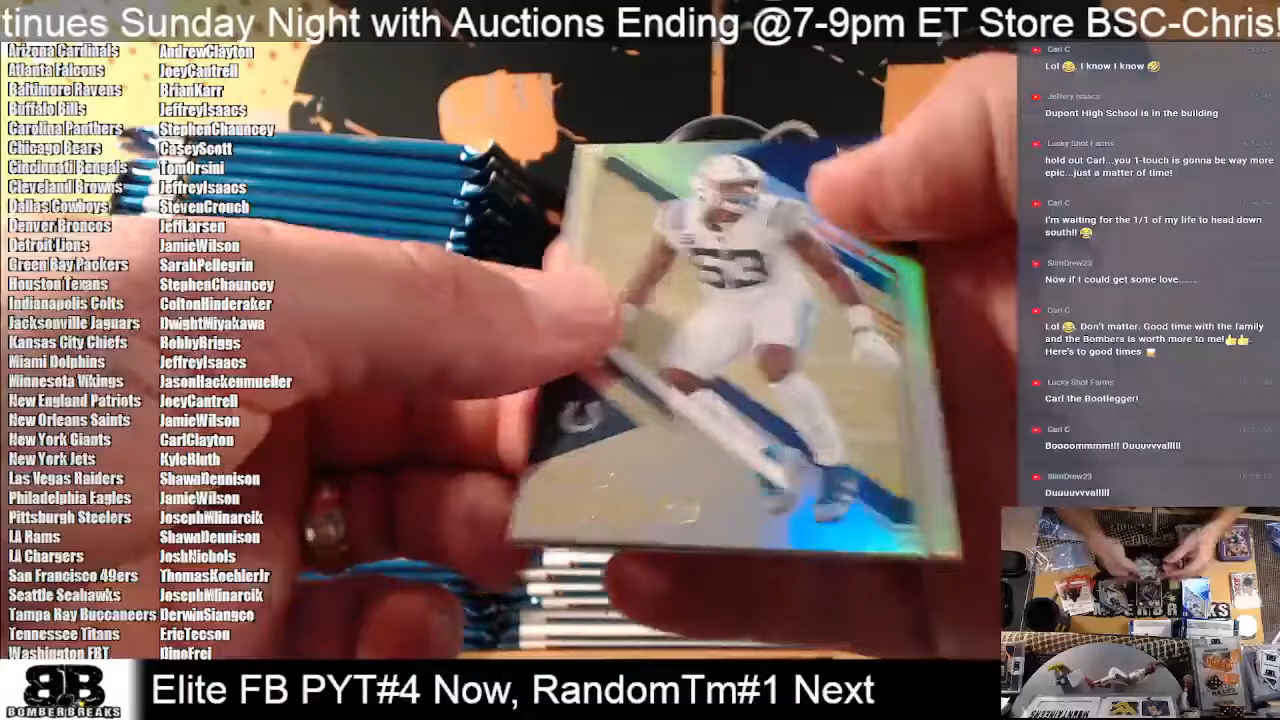 tinues Sunday Night with Auctions Ending @7-9pm ET Store BSC-Chris!
Arizona Cardinals AndrewClayton
Atlanta Falcons JoeyCantrell
Baltimore Ravens BrianKarr
Buffalo Bills JeffreyIsaacs
Carolina Panthers StephenChauncey
Chicago Bears CaseyScott
Cincinnati Bengals TomOrsini
Cleveland Browns JeffreyIsaacs
Dallas Cowboys StevenCrouch
Denver Broncos JeffLarsen
Detroit Lions JamieWilson
Green Bay Packers SarahPellegrin
Houston Texans StephenChauncey
Indianapolis Colts ColtonHinderaker
Jacksonville Jaguars DwightMiyakawa
Kansas City Chiefs BobbyBriggs
Miami Dolphins JeffreyIsaacs
Minnesota Vikings JasonHackenmueller
New England Patriots JoeyCantrell
New Orleans Saints JamieWilson
New York Giants CarlClayton
New York Jets KyleBluth
Las Vegas Raiders ShawnDennison
Philadelphia Eagles JamieWilson
Pittsburgh Steelers JosephMlinarcik
LA Rams ShawnDennison
LA Chargers JoshNichols
San Francisco 49ers ThomasKoehlerJr
Seattle Seahawks JosephMlinarcik
Tampa Bay Buccaneers DerwinSiangco
Tennessee Titans EricTecson
Washington FBT DinoFrei
53
Carl C
Lol 😂. I know I know 🤣
Jeffery Isaacs
Dupont High School is in the building
Lucky Shot Farms
hold out Carl...you 1-touch is gonna be way more
epic...just a matter of time!
Carl C
I'm waiting for the 1/1 of my life to head down
south!! 😂
SlimDrew23
Now if I could get some love......
Carl C
Lol 😂. Don't matter. Good time with the family
and the Bombers is worth more to me!👍👍.
Here's to good times 🍺
Lucky Shot Farms
Carl the Bootlegger!
Carl C
Boooommmm!!! Duuuvvvalllll
SlimDrew23
Duuuuvvvalllll
BOMBERBREAKS
BB
BOMBERBREAKS
Elite FB PYT#4 Now, RandomTm#1 Next